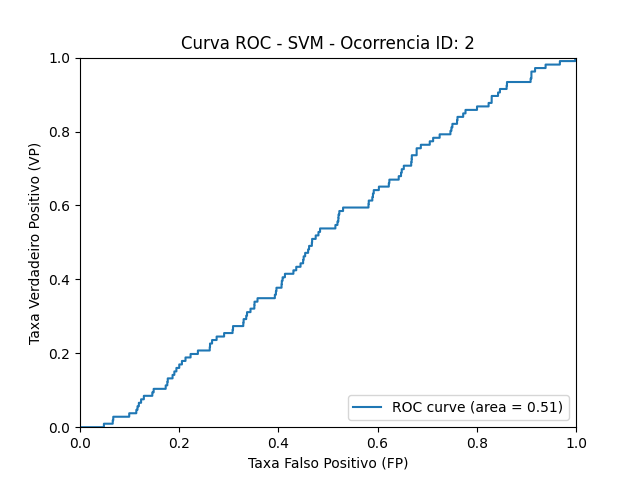 Curva ROC - SVM - Ocorrencia ID: 2
1.0
0.8
0.6
0.4
0.2
0.0
Taxa Verdadeiro Positivo (VP)
ROC curve (area = 0.51)
0.0 0.2 0.4 0.6 0.8 1.0
Taxa Falso Positivo (FP)